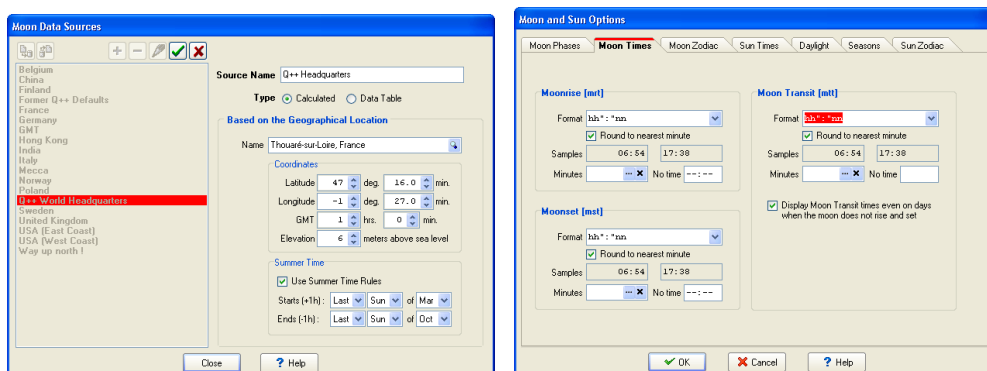 Moon Data Sources
Belgium
China
Finland
Former Q++ Defaults
France
Germany
GMT
Hong Kong
India
Italy
Mecca
Norway
Poland
Q++ World Headquarters
Sweden
United Kingdom
USA (East Coast)
USA (West Coast)
Way up north !
Source Name Q++ Headquarters
Type Calculated Data Table
Based on the Geographical Location
Name Thouaré-sur-Loire, France
Coordinates
Latitude 47 deg. 16.0 min.
Longitude -1 deg. 27.0 min.
GMT 1 hrs. 0 min.
Elevation 6 meters above sea level
Summer Time
Use Summer Time Rules
Starts (+1h) : Last Sun of Mar
Ends (-1h) : Last Sun of Oct
Close ? Help
Moon and Sun Options
Moon Phases Moon Times Moon Zodiac Sun Times Daylight Seasons Sun Zodiac
Moonrise [mrt]
Format hh":"nn
Round to nearest minute
Samples 06:54 17:38
Minutes ... No time --:--
Moonset [mst]
Format hh":"nn
Round to nearest minute
Samples 06:54 17:38
Minutes ... No time --:--
Moon Transit [mtt]
Format hh":"nn
Round to nearest minute
Samples 06:54 17:38
Minutes ... No time
Display Moon Transit times even on days
when the moon does not rise and set
OK Cancel ? Help